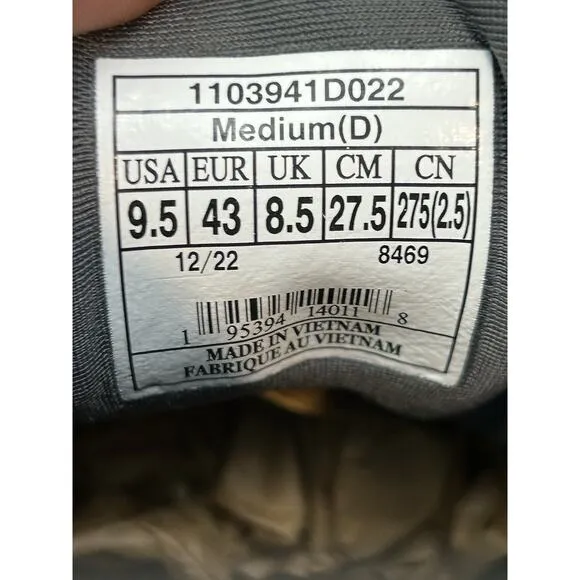 1103941D022
Medium(D)
USA EUR UK CM CN
9.5 43 8.5 27.5 275(2.5)
12/22 8469
1 95394 14011 8
MADE IN VIETNAM
FABRIQUE AU VIETNAM